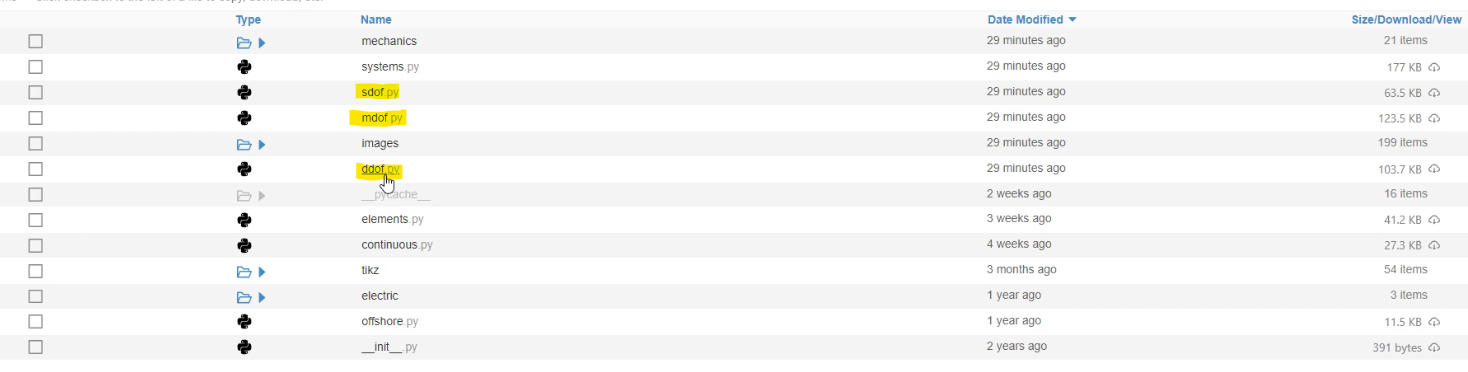 Type Name Date Modified Size/Download/View
mechanics 29 minutes ago 21 items
systems.py 29 minutes ago 177 KB
sdof.py 29 minutes ago 63.5 KB
mdof.py 29 minutes ago 123.5 KB
images 29 minutes ago 199 items
ddof.py 29 minutes ago 103.7 KB
__pycache__ 2 weeks ago 16 items
elements.py 3 weeks ago 41.2 KB
continuous.py 4 weeks ago 27.3 KB
tikz 3 months ago 54 items
electric 1 year ago 3 items
offshore.py 1 year ago 11.5 KB
__init__.py 2 years ago 391 bytes